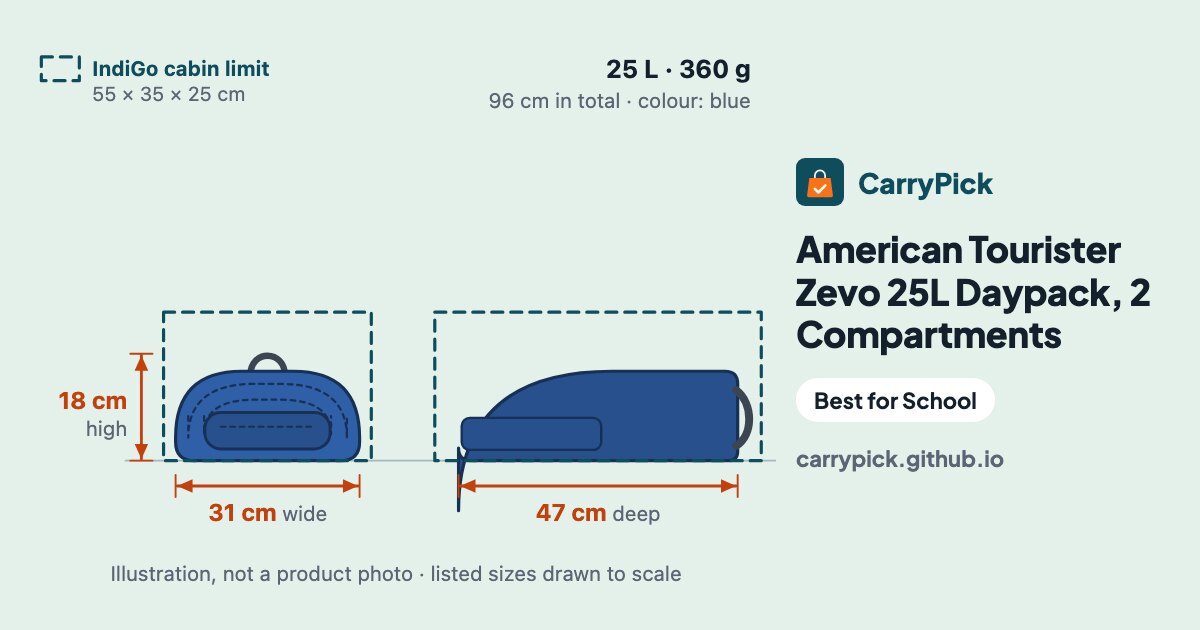 IndiGo cabin limit
55 × 35 × 25 cm
25 L · 360 g
96 cm in total · colour: blue
CarryPick
American Tourister
Zevo 25L Daypack, 2
Compartments
Best for School
carrypick.github.io
18 cm
high
31 cm wide
47 cm deep
Illustration, not a product photo · listed sizes drawn to scale